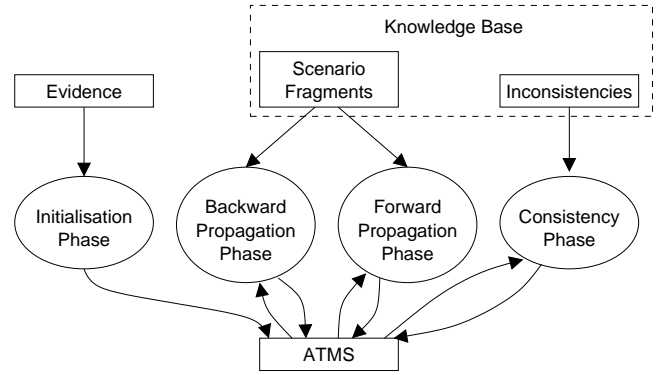 Knowledge Base
Evidence
Scenario
Fragments
Inconsistencies
Initialisation
Phase
Backward
Propagation
Phase
Forward
Propagation
Phase
Consistency
Phase
ATMS